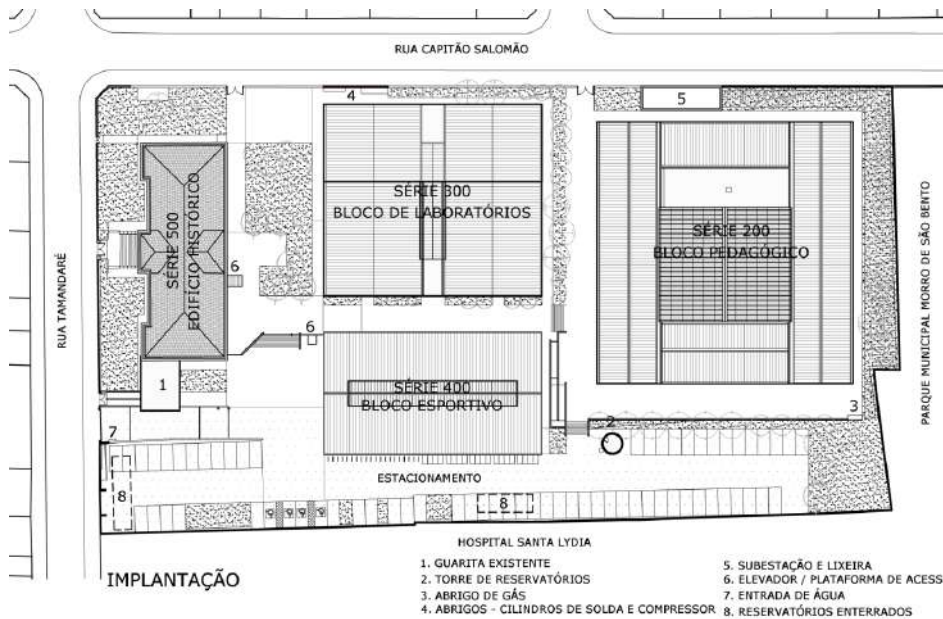 RUA CAPITÃO SALOMÃO
4
5
SÉRIE 500
EDIFÍCIO HISTÓRICO
SÉRIE 300
BLOCO DE LABORATÓRIOS
SÉRIE 200
BLOCO PEDAGÓGICO
RUA TAMANDARÉ
PARQUE MUNICIPAL MORRO DE SÃO BENTO
6
6
1
SÉRIE 400
BLOCO ESPORTIVO
3
2
7
8
ESTACIONAMENTO
8
HOSPITAL SANTA LYDIA
IMPLANTAÇÃO
1. GUARITA EXISTENTE
2. TORRE DE RESERVATÓRIOS
3. ABRIGO DE GÁS
4. ABRIGOS - CILINDROS DE SOLDA E COMPRESSOR
5. SUBESTAÇÃO E LIXEIRA
6. ELEVADOR / PLATAFORMA DE ACESS
7. ENTRADA DE ÁGUA
8. RESERVATÓRIOS ENTERRADOS